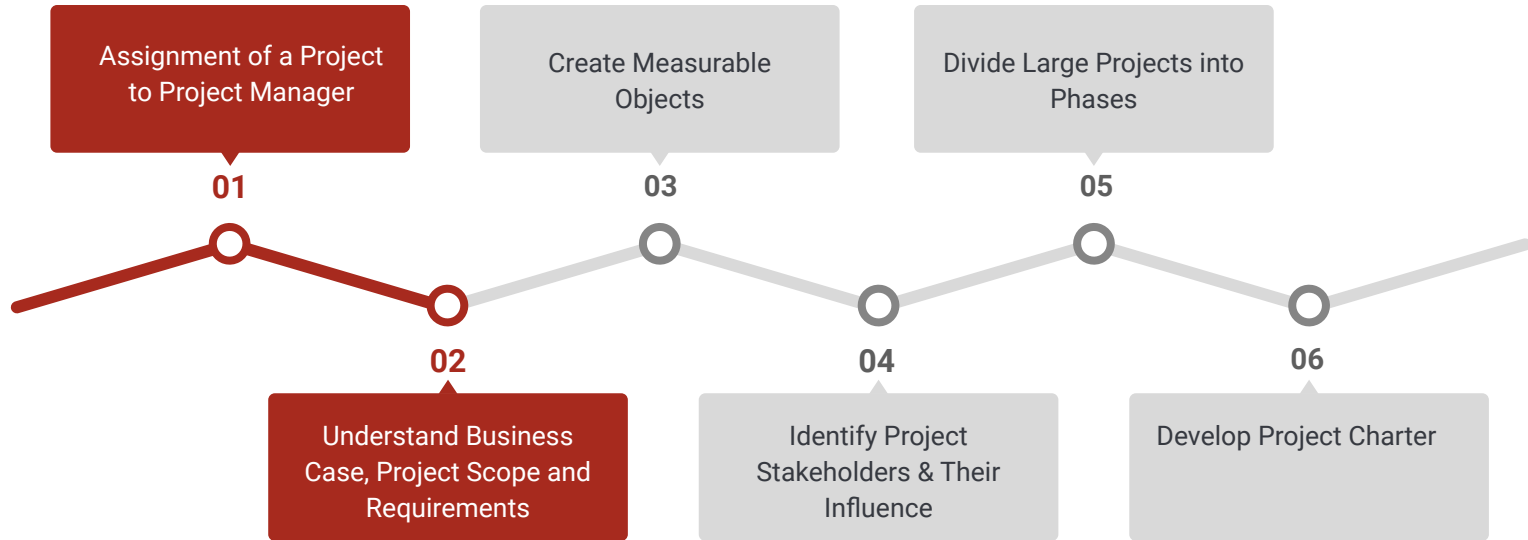 Assignment of a Project
to Project Manager
01
02
Understand Business
Case, Project Scope and
Requirements
Create Measurable
Objects
03
04
Identify Project
Stakeholders & Their
Influence
Divide Large Projects into
Phases
05
06
Develop Project Charter